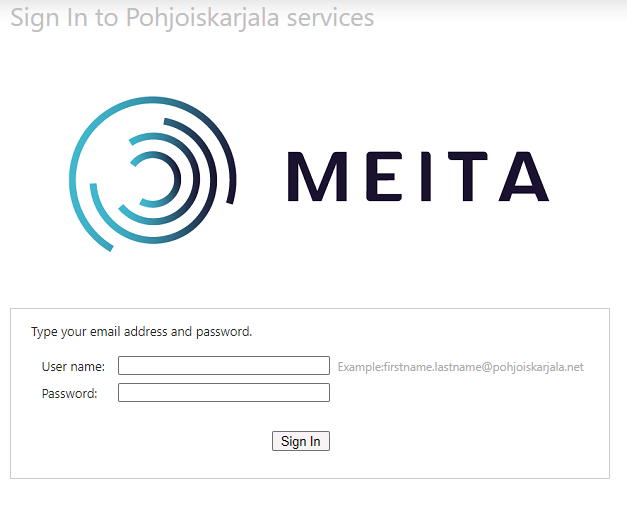 Sign In to Pohjoiskarjala services
MEITA
Type your email address and password.
User name: Example:firstname.lastname@pohjoiskarjala.net
Password:
Sign In